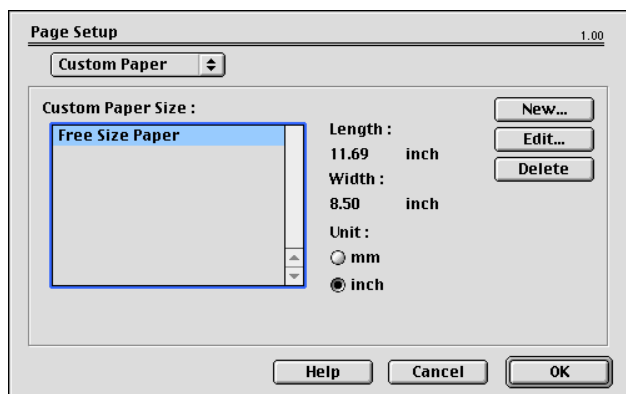 Page Setup
1.00
Custom Paper
Custom Paper Size :
Free Size Paper
Length :
11.69 inch
Width :
8.50 inch
Unit :
mm
inch
New...
Edit...
Delete
Help
Cancel
OK